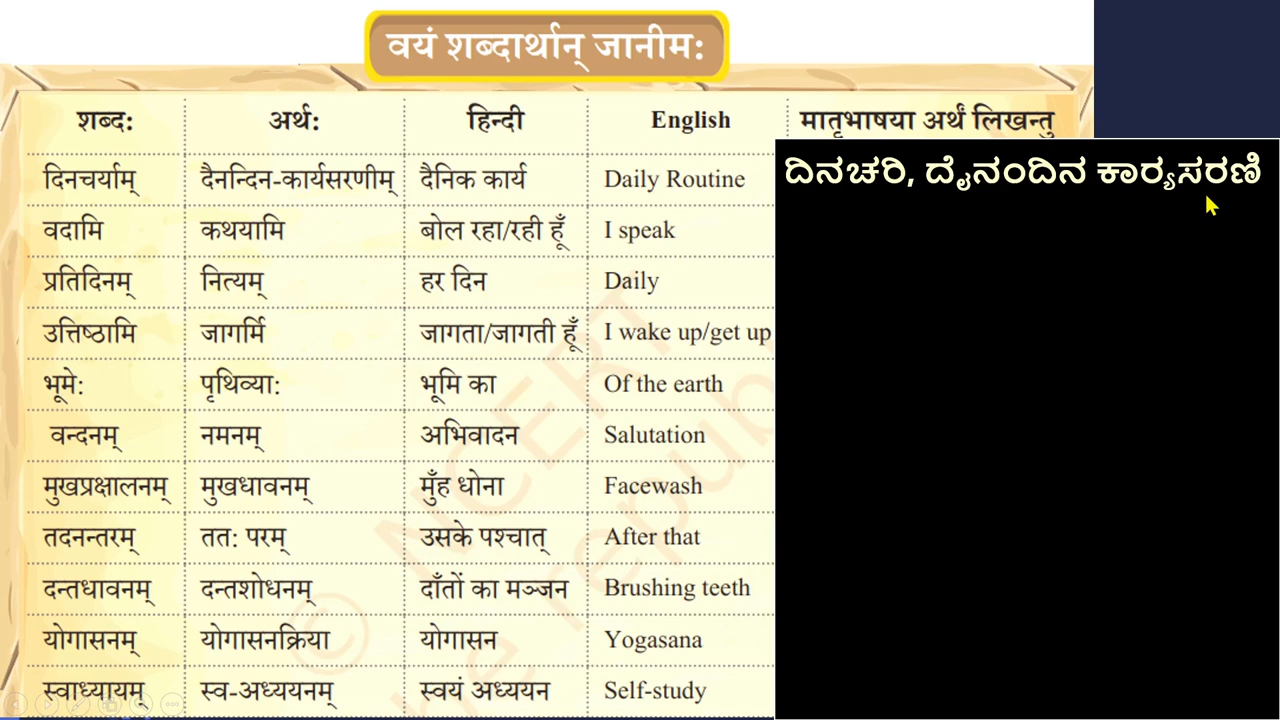 वयं शब्दार्थान् जानीमः
शब्दः अर्थः हिन्दी English मातृभाषया अर्थं लिखन्तु
दिनचर्याम् दैनन्दिन-कार्यसरणीम् दैनिक कार्य Daily Routine ದಿನಚರಿ, ದೈನಂದಿನ ಕಾರ್ಯಸರಣಿ
वदामि कथयामि बोल रहा/रही हूँ I speak
प्रतिदिनम् नित्यम् हर दिन Daily
उत्तिष्ठामि जागर्मि जागता/जागती हूँ I wake up/get up
भूमेः पृथिव्याः भूमि का Of the earth
वन्दनम् नमनम् अभिवादन Salutation
मुखप्रक्षालनम् मुखधावनम् मुँह धोना Facewash
तदनन्तरम् ततः परम् उसके पश्चात् After that
दन्तधावनम् दन्तशोधनम् दाँतों का मञ्जन Brushing teeth
योगासनम् योगासनक्रिया योगासन Yogasana
स्वाध्यायम् स्व-अध्ययनम् स्वयं अध्ययन Self-study
© NCERT
be repub